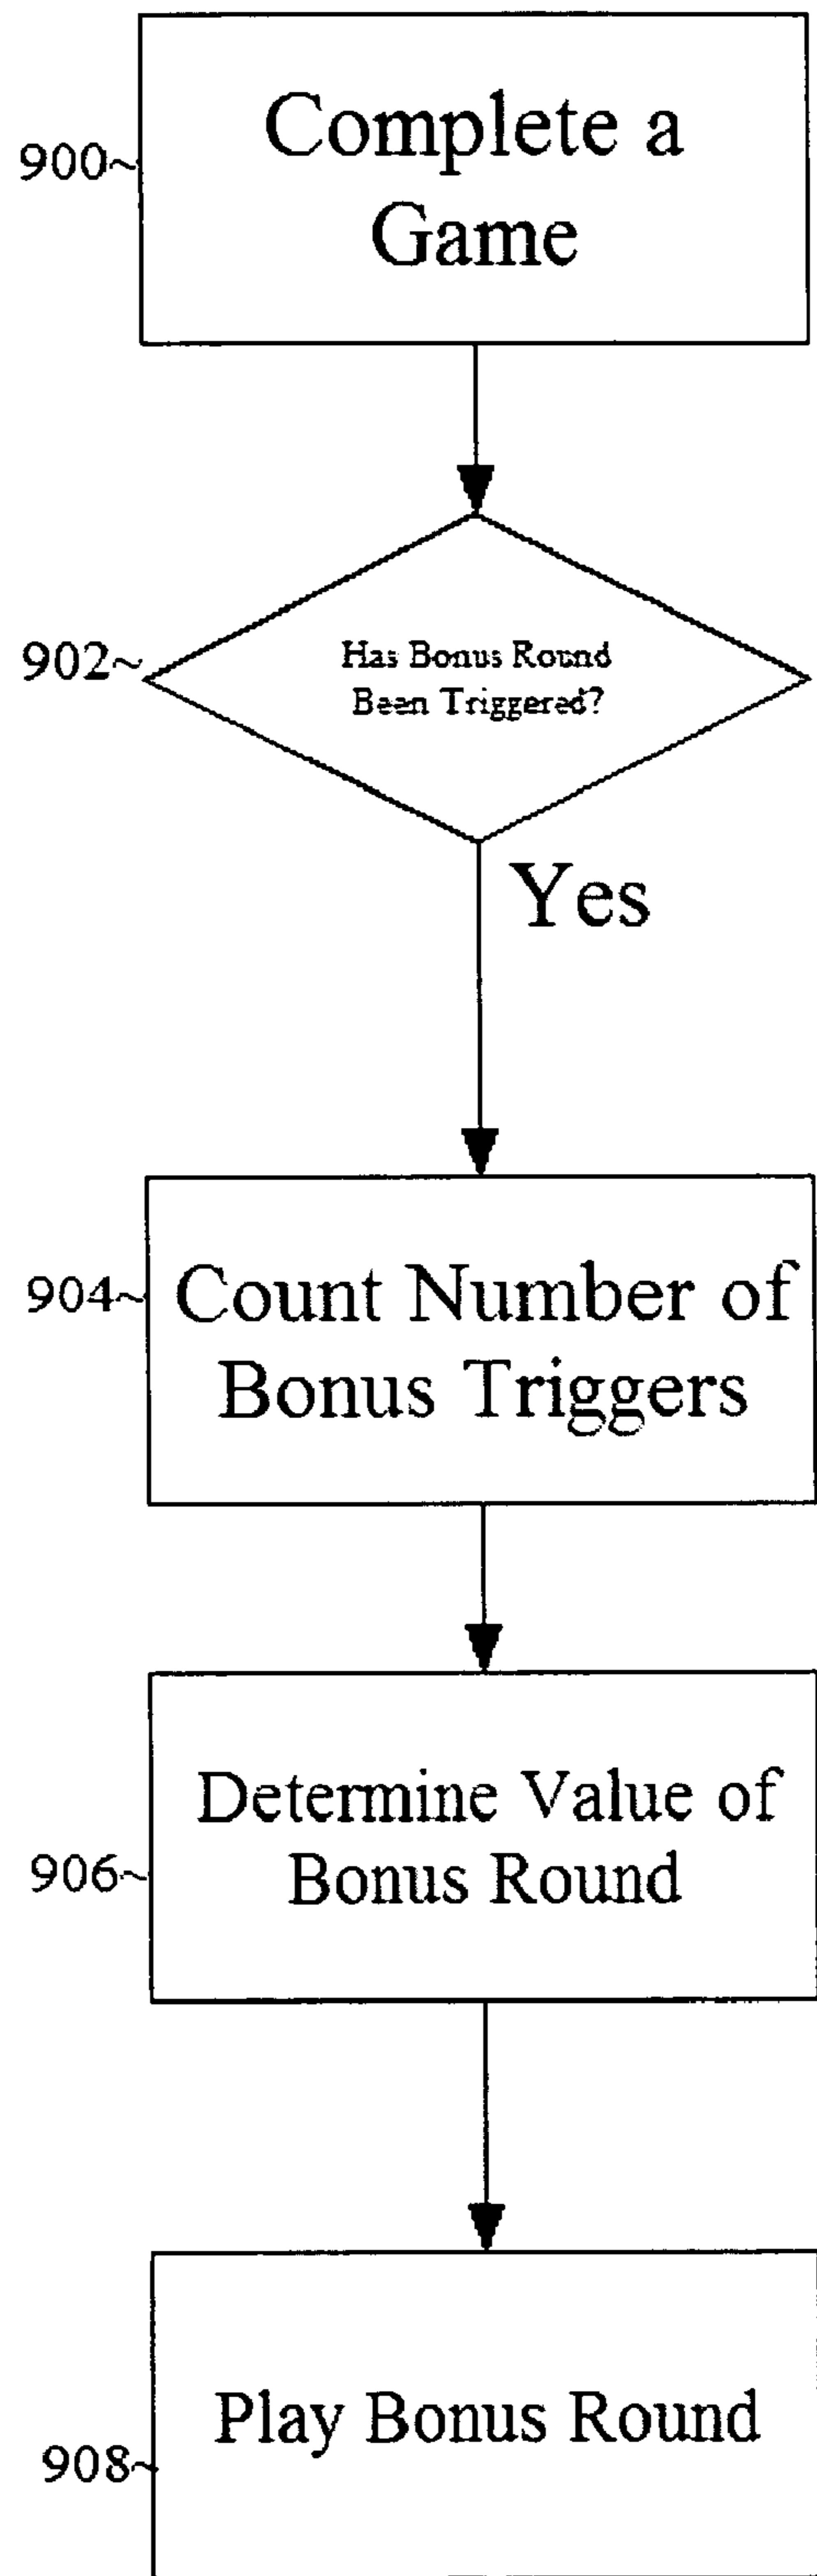 900~
Complete a
Game
902~
Has Bonus Round
Been Triggered?
Yes
904~
Count Number of
Bonus Triggers
Determine Value of
906~
Bonus Round
Play Bonus Round
908~